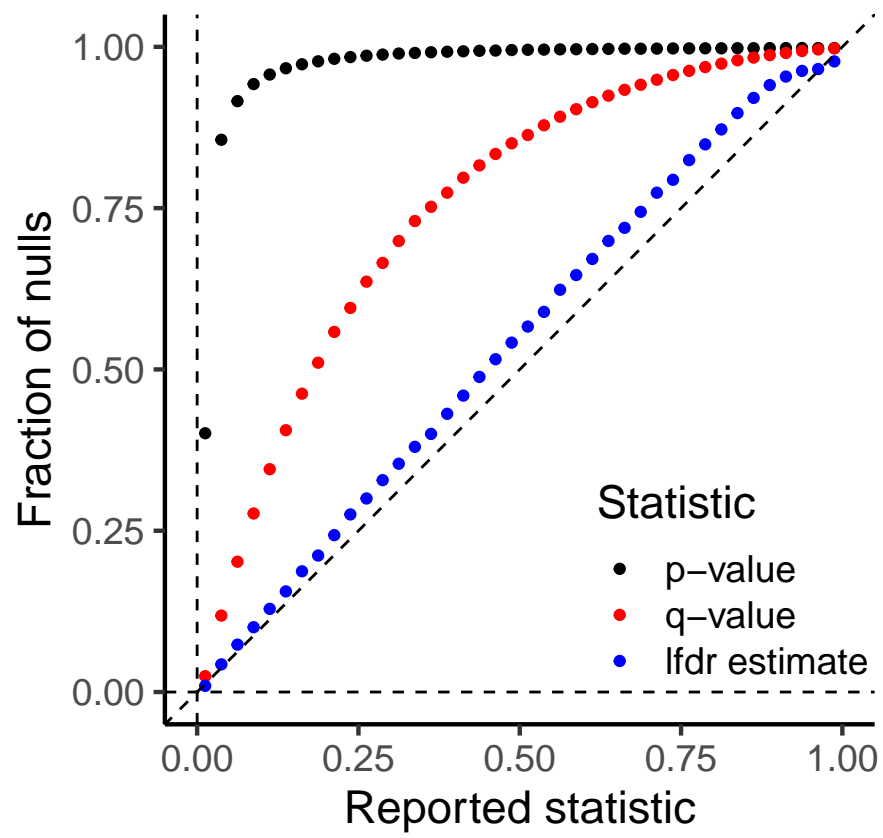 1.00
0.75
0.50
0.25
0.00
Fraction of nulls
Statistic
p−value
q−value
lfdr estimate
0.00 0.25 0.50 0.75 1.00
Reported statistic